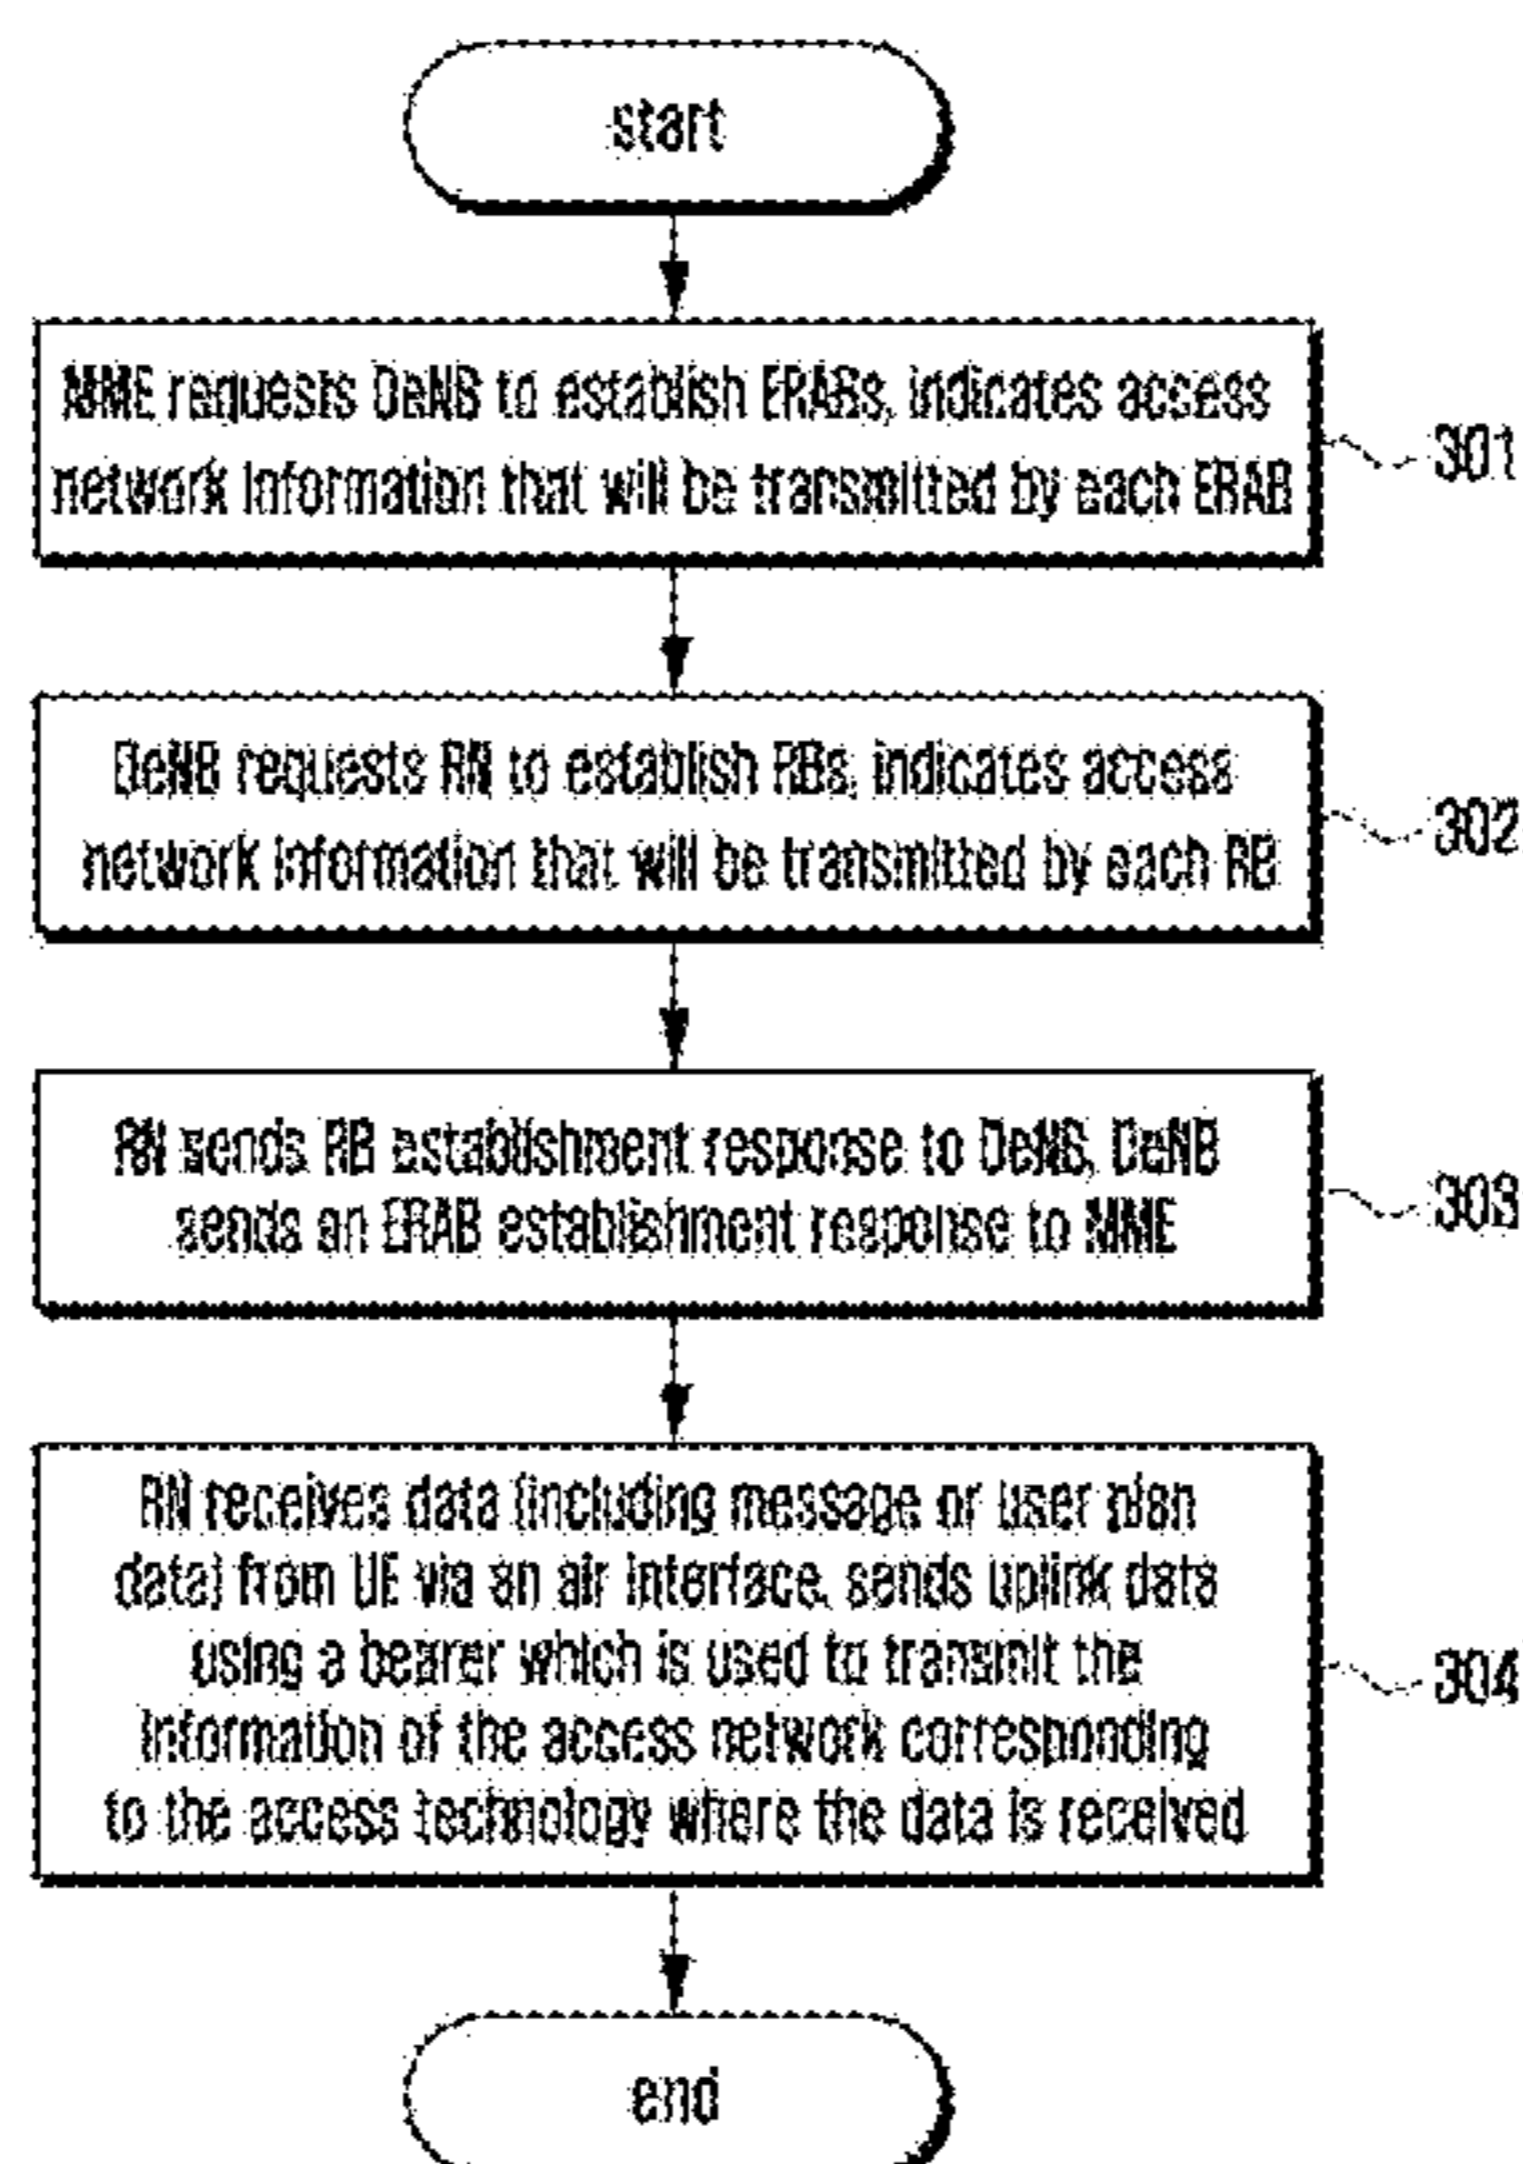 start
MME requests DeNB to establish ERABs, indicates access
network information that will be transmitted by each ERAB
301
DeNB requests RN to establish RBs, indicates access
network information that will be transmitted by each RB
302
RN sends RB establishment response to DeNB, DeNB
sends an ERAB establishment response to MME
303
RN receives data (including message or user plan
data) from UE via an air interface, sends uplink data
using a bearer which is used to transmit the
information of the access network corresponding
to the access technology where the data is received
304
end